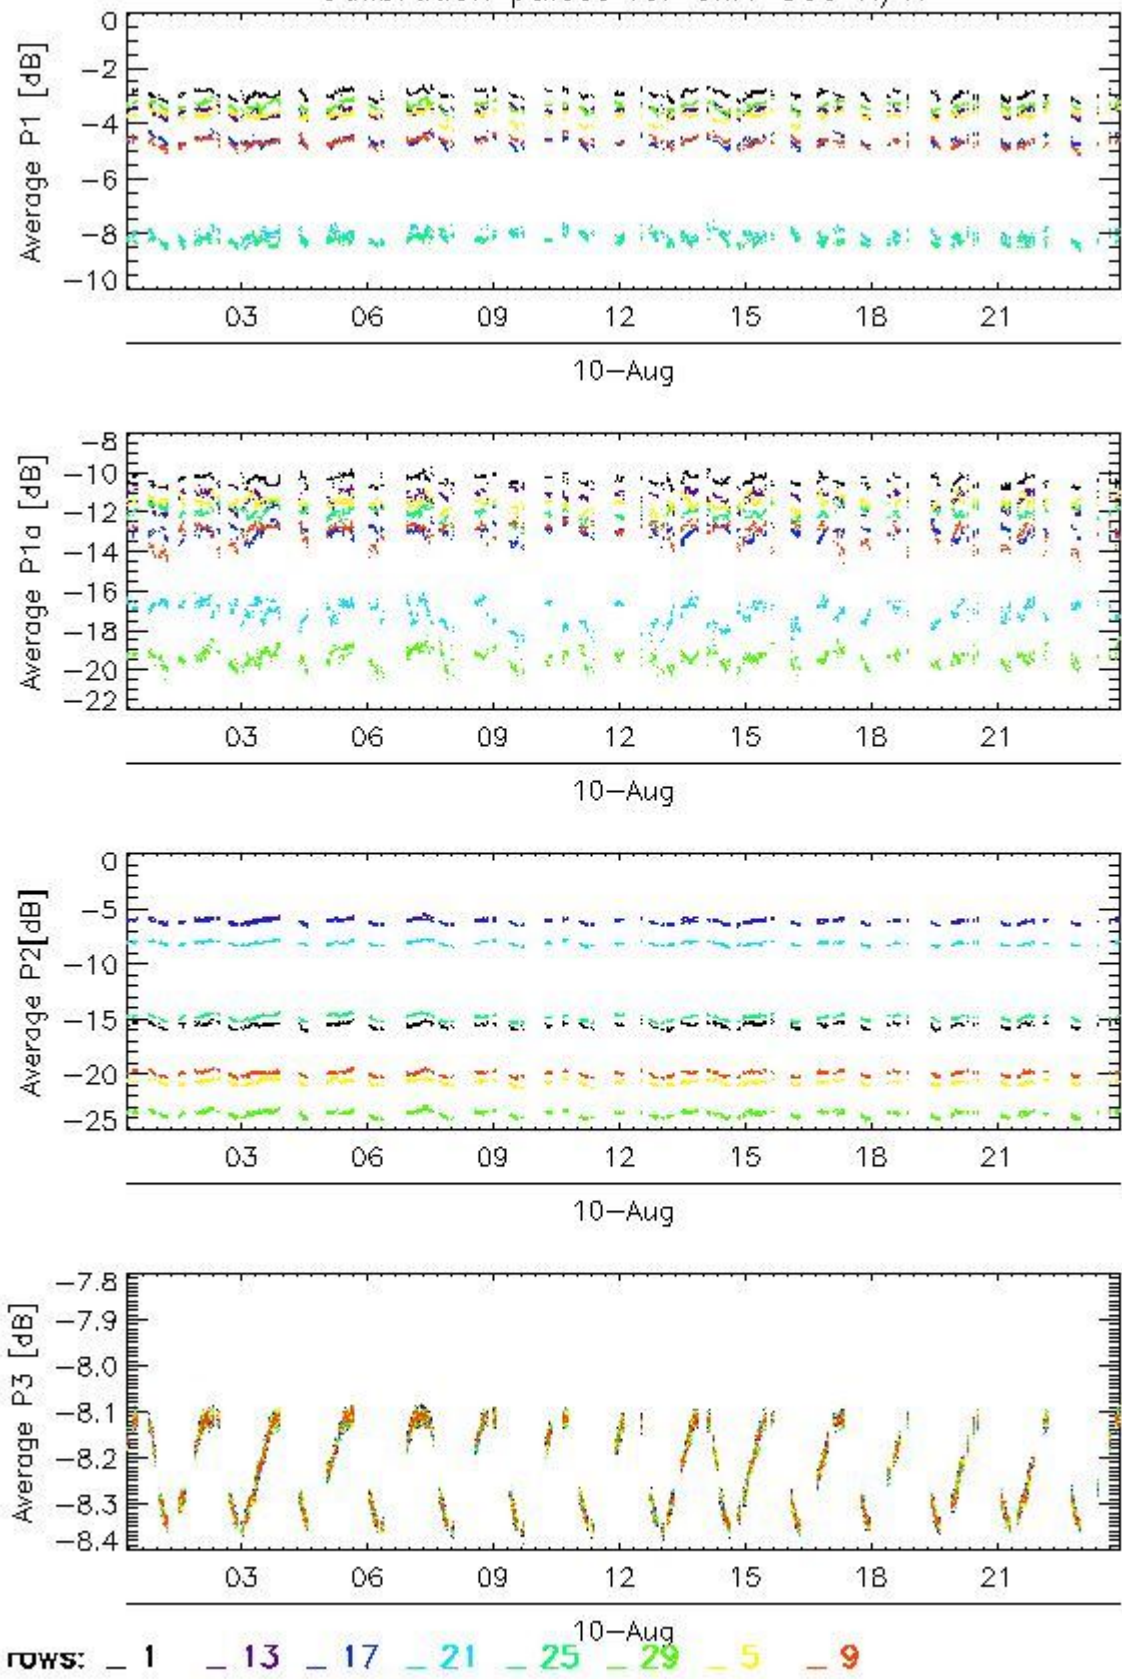 0
−2
−4
−6
−8
−10
Average P1 [dB]
03 06 09 12 15 18 21
10−Aug
−8
−10
−12
−14
−16
−18
−20
−22
Average P1a [dB]
03 06 09 12 15 18 21
10−Aug
0
−5
−10
−15
−20
−25
Average P2[dB]
03 06 09 12 15 18 21
10−Aug
−7.8
−7.9
−8.0
−8.1
−8.2
−8.3
−8.4
Average P3 [dB]
03 06 09 12 15 18 21
10−Aug
rows: _ 1 _ 13 _ 17 _ 21 _ 25 _ 29 _ 5 _ 9